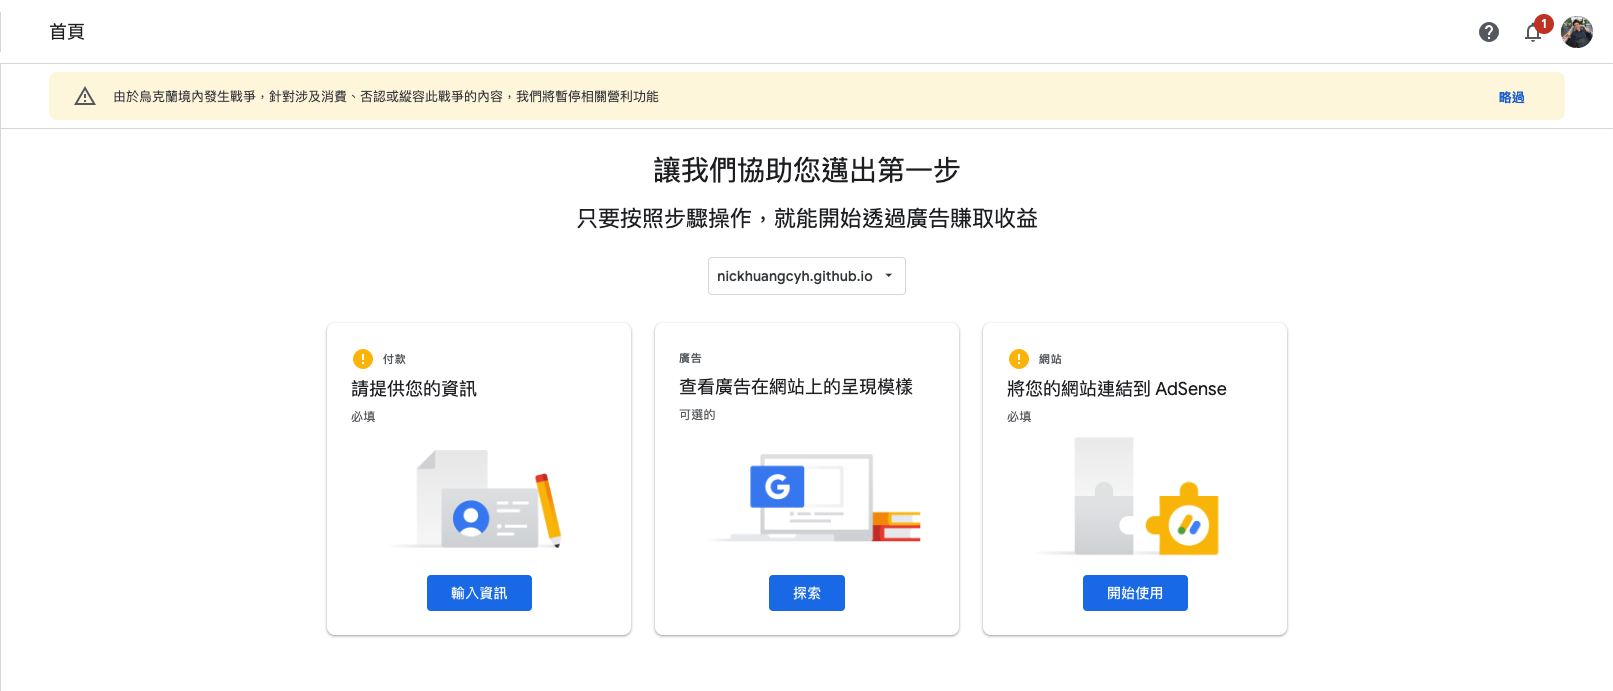 首頁
1
由於烏克蘭境內發生戰爭，針對涉及消費、否認或縱容此戰爭的內容，我們將暫停相關營利功能
略過
讓我們協助您邁出第一步
只要按照步驟操作，就能開始透過廣告賺取收益
nickhuangcyh.github.io
付款
請提供您的資訊
必填
輸入資訊
廣告
查看廣告在網站上的呈現模樣
可選的
G
探索
網站
將您的網站連結到 AdSense
必填
開始使用